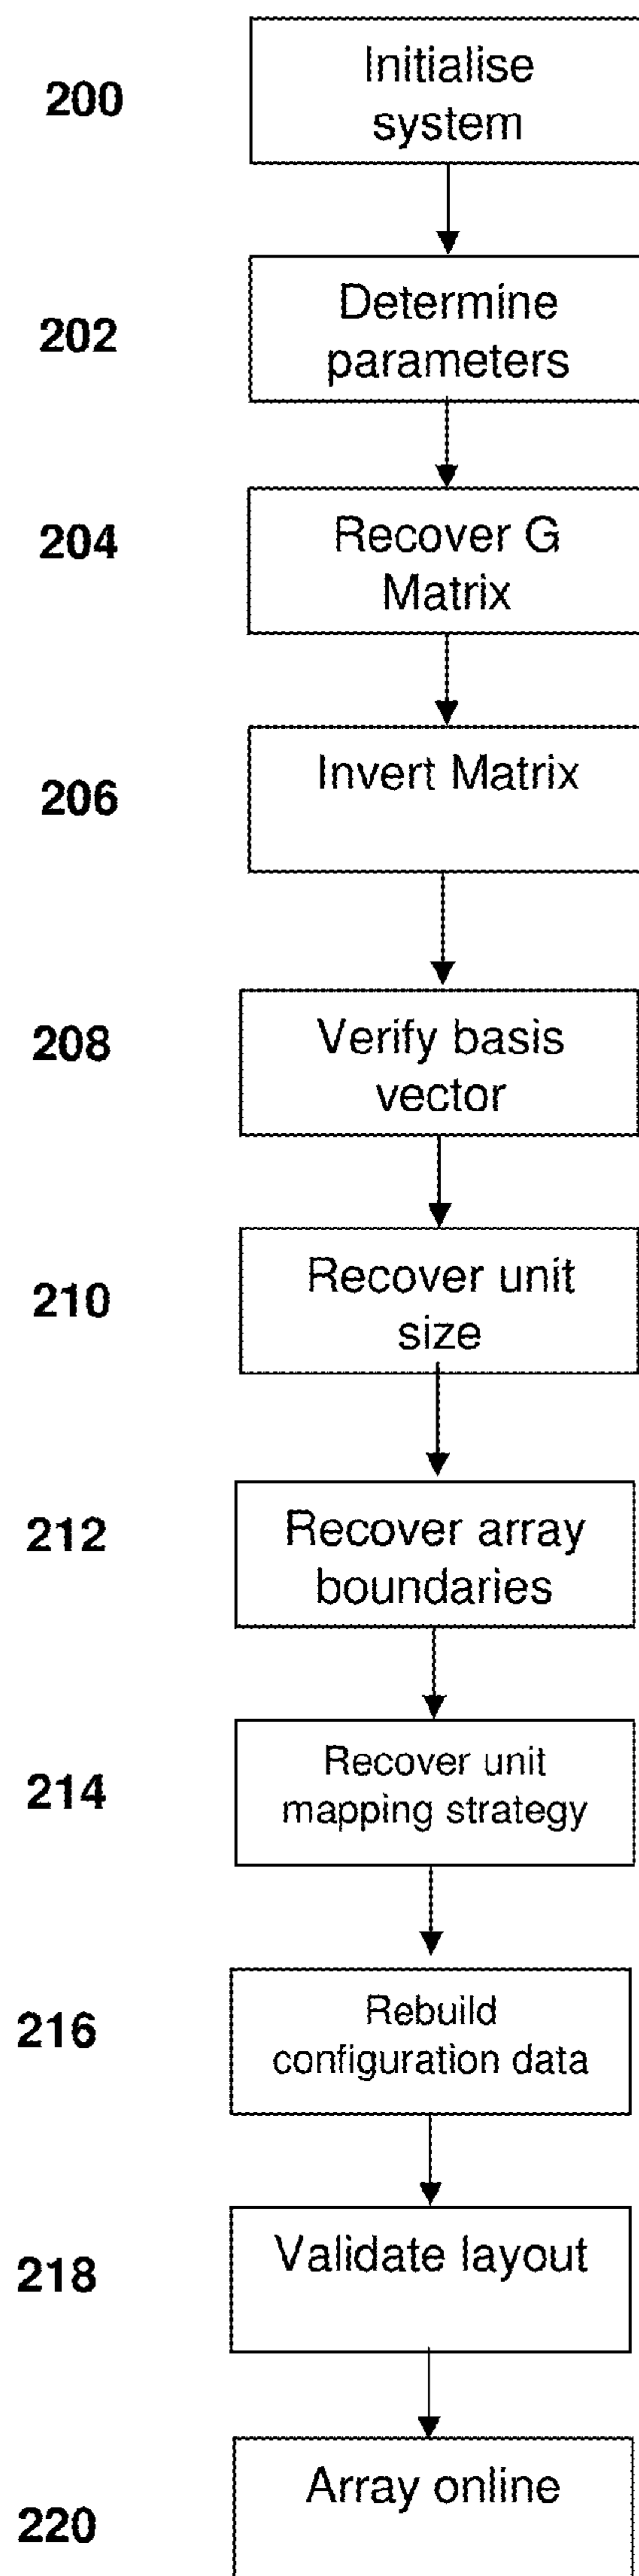 200
Initialise
system
202
Determine
parameters
204
Recover G
Matrix
206
Invert Matrix
208
Verify basis
vector
210
Recover unit
size
212
Recover array
boundaries
214
Recover unit
mapping strategy
216
Rebuild
configuration data
218
Validate layout
220
Array online